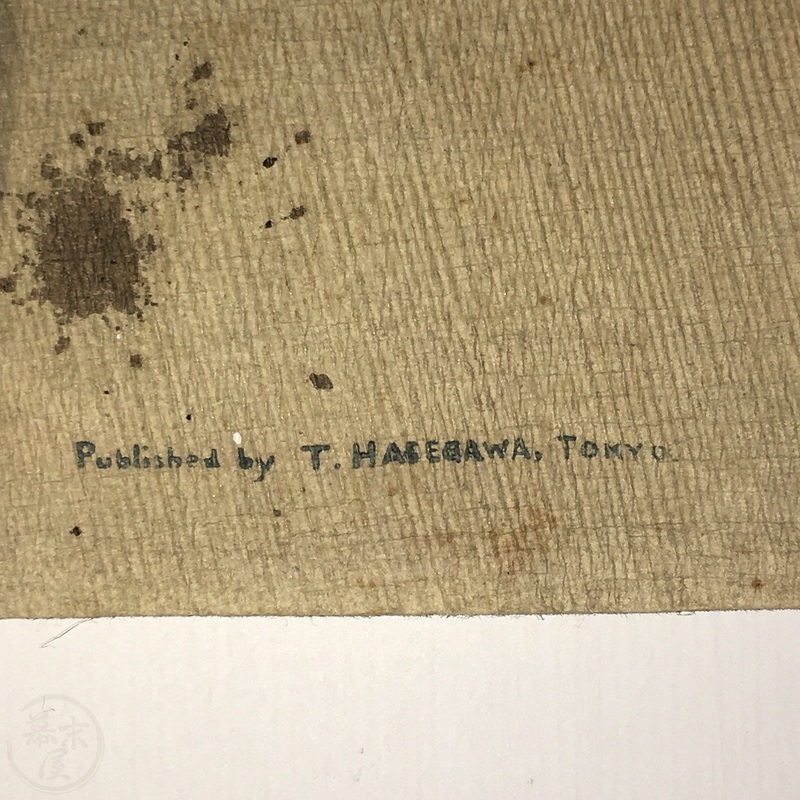 Published by T. HASEGAWA, TOKYO.
幕末屋